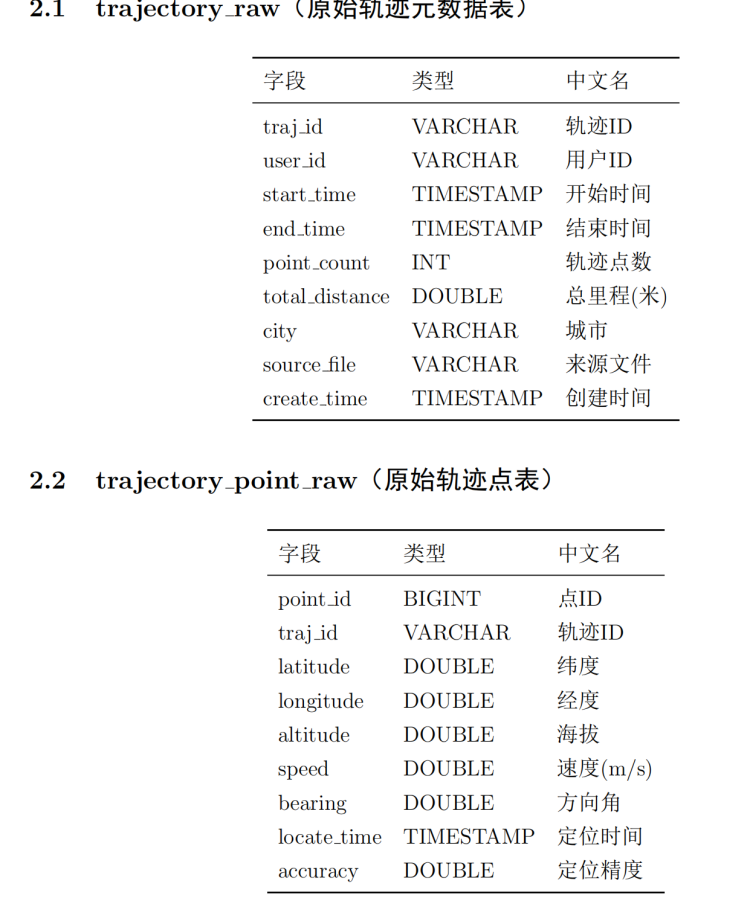 2.1 trajectory_raw（原始轨迹元数据表）
字段 类型 中文名
traj_id VARCHAR 轨迹ID
user_id VARCHAR 用户ID
start_time TIMESTAMP 开始时间
end_time TIMESTAMP 结束时间
point_count INT 轨迹点数
total_distance DOUBLE 总里程(米)
city VARCHAR 城市
source_file VARCHAR 来源文件
create_time TIMESTAMP 创建时间
2.2 trajectory_point_raw（原始轨迹点表）
字段 类型 中文名
point_id BIGINT 点ID
traj_id VARCHAR 轨迹ID
latitude DOUBLE 纬度
longitude DOUBLE 经度
altitude DOUBLE 海拔
speed DOUBLE 速度(m/s)
bearing DOUBLE 方向角
locate_time TIMESTAMP 定位时间
accuracy DOUBLE 定位精度